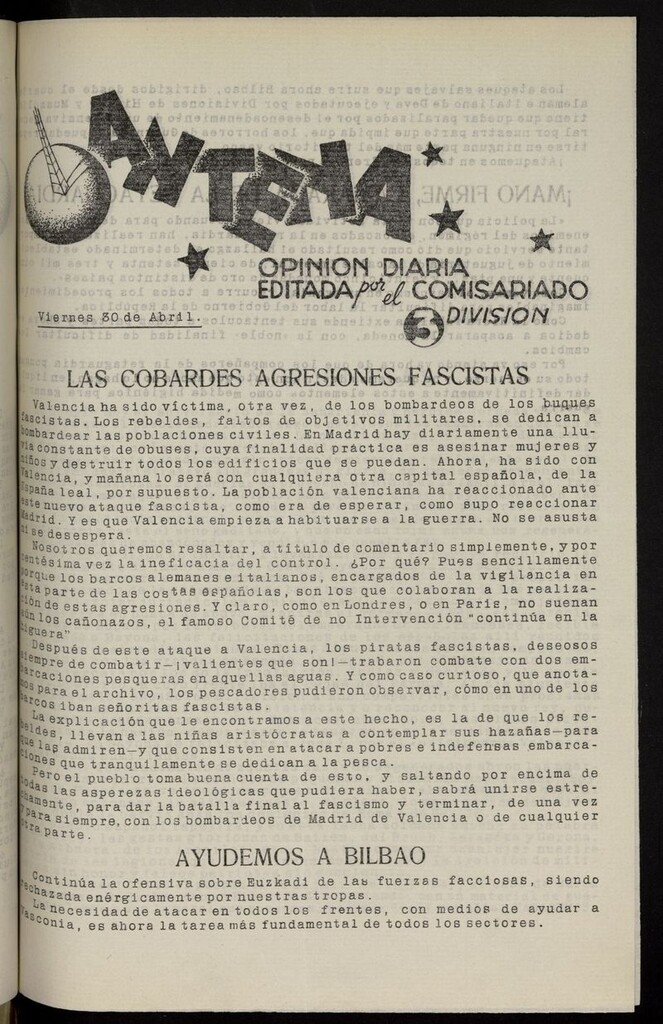 ANTENA
OPINION DIARIA
EDITADA por el COMISARIADO
3 DIVISION
Viernes 30 de Abril.
LAS COBARDES AGRESIONES FASCISTAS
Valencia ha sido víctima, otra vez, de los bombardeos de los buques
fascistas. Los rebeldes, faltos de objetivos militares, se dedican a
bombardear las poblaciones civiles. En Madrid hay diariamente una llu-
via constante de obuses, cuya finalidad práctica es asesinar mujeres y
niños y destruir todos los edificios que se puedan. Ahora, ha sido con
Valencia, y mañana lo será con cualquiera otra capital española, de la
España leal, por supuesto. La población valenciana ha reaccionado ante
este nuevo ataque fascista, como era de esperar, como supo reaccionar
Madrid. Y es que Valencia empieza a habituarse a la guerra. No se asusta
ni se desespera.
Nosotros queremos resaltar, a título de comentario simplemente, y por
centésima vez la ineficacia del control. ¿Por qué? Pues sencillamente
porque los barcos alemanes e italianos, encargados de la vigilancia en
esta parte de las costas españolas, son los que colaboran a la realiza-
ción de estas agresiones. Y claro, como en Londres, o en Paris, no suenan
aún los cañonazos, el famoso Comité de no Intervención "continúa en la
higuera"
Después de este ataque a Valencia, los piratas fascistas, deseosos
siempre de combatir—¡valientes que son!—trabaron combate con dos em-
barcaciones pesqueras en aquellas aguas. Y como caso curioso, que anota-
mos para el archivo, los pescadores pudieron observar, cómo en uno de los
barcos iban señoritas fascistas.
La explicación que le encontramos a este hecho, es la de que los re-
beldes, llevan a las niñas aristócratas a contemplar sus hazañas—para
que las admiren—y que consisten en atacar a pobres e indefensas embarca-
ciones que tranquilamente se dedican a la pesca.
Pero el pueblo toma buena cuenta de esto, y saltando por encima de
todas las asperezas ideológicas que pudiera haber, sabrá unirse estre-
chamente, para dar la batalla final al fascismo y terminar, de una vez
y para siempre, con los bombardeos de Madrid de Valencia o de cualquier
otra parte.
AYUDEMOS A BILBAO
Continúa la ofensiva sobre Euzkadi de las fuerzas facciosas, siendo
rechazada enérgicamente por nuestras tropas.
La necesidad de atacar en todos los frentes, con medios de ayudar a
Vasconia, es ahora la tarea más fundamental de todos los sectores.